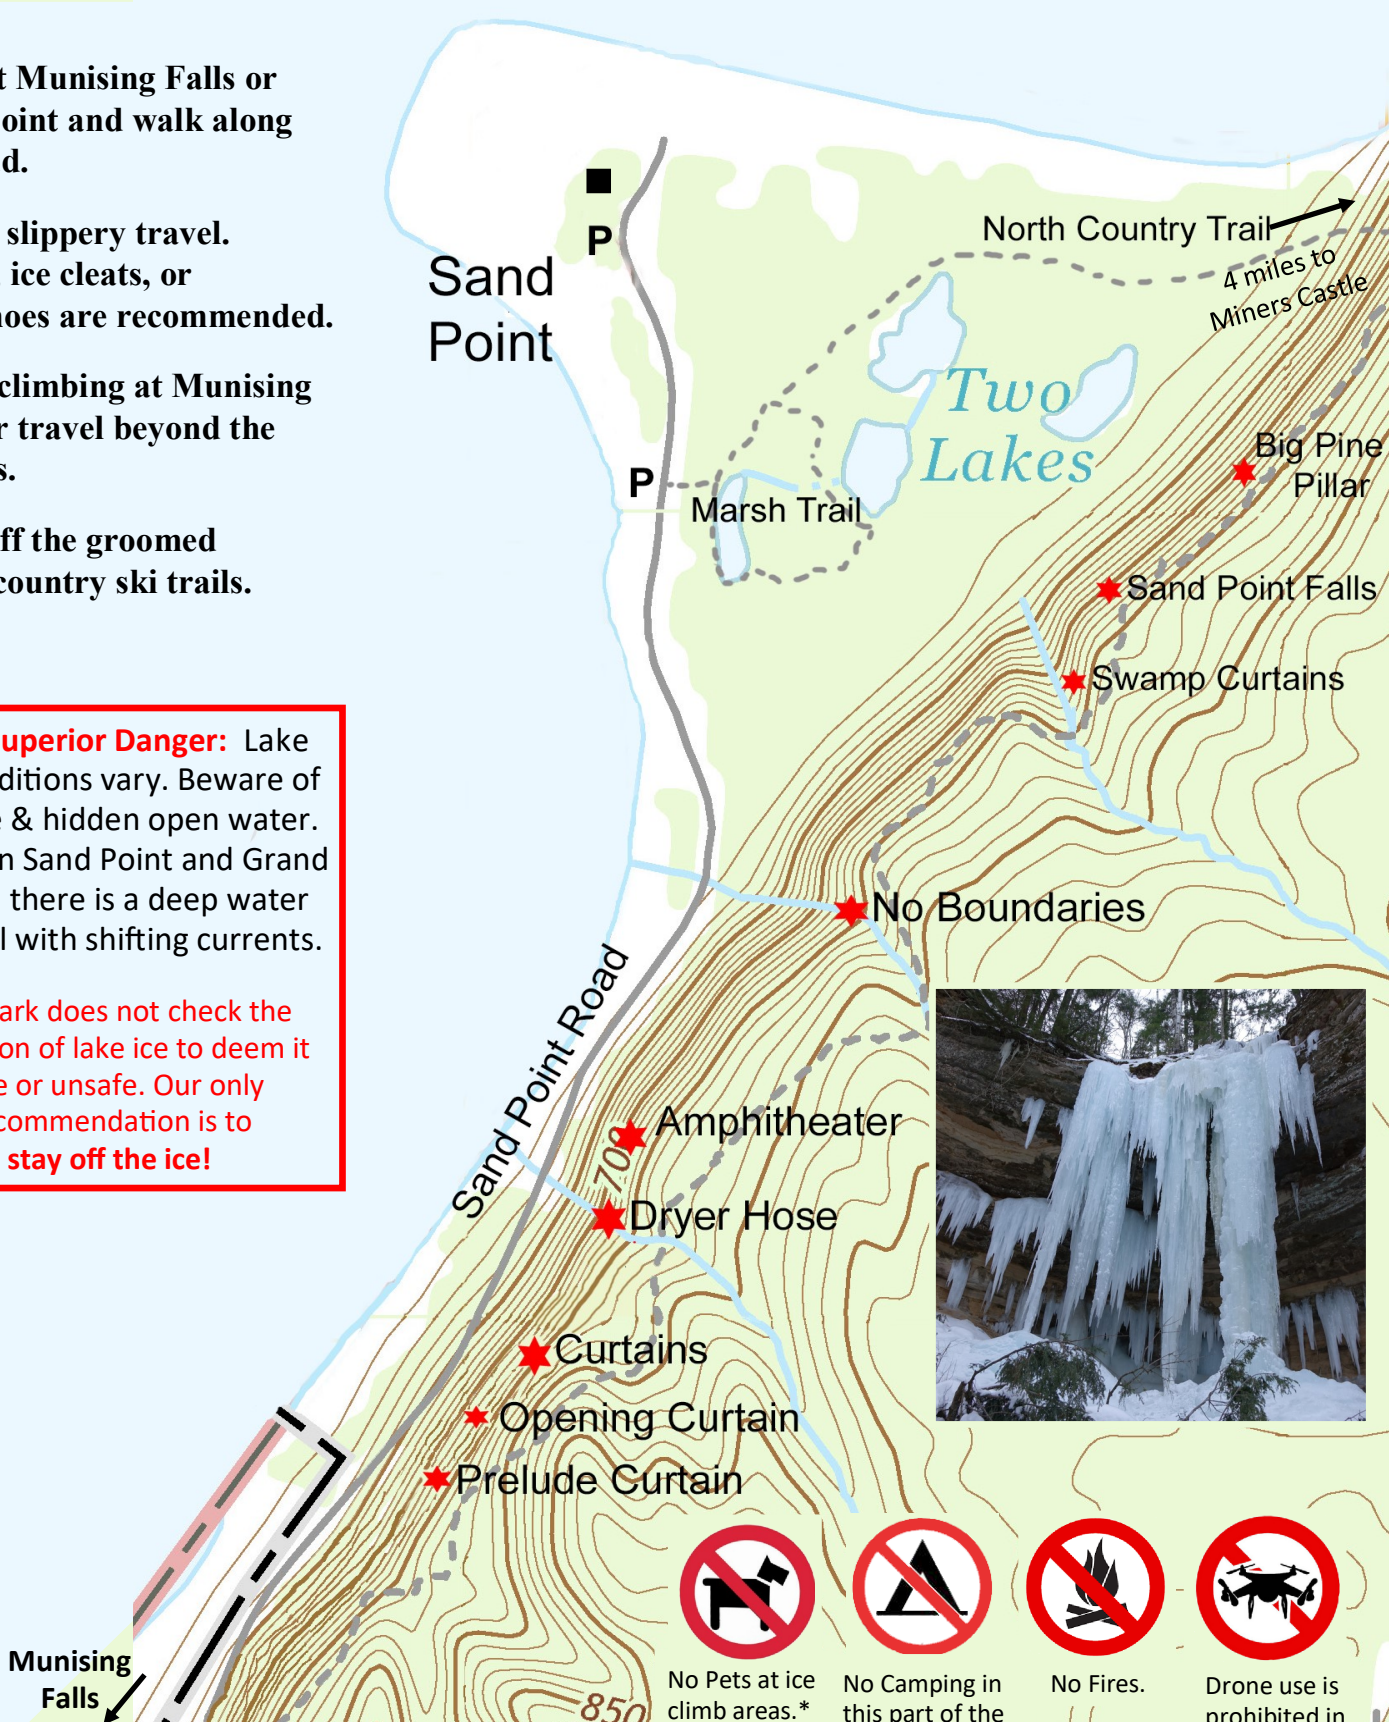 t Munising Falls or
oint and walk along
d.
slippery travel.
ice cleats, or
hoes are recommended.
climbing at Munising
r travel beyond the
s.
ff the groomed
country ski trails.
uperior Danger: Lake
ditions vary. Beware of
e & hidden open water.
n Sand Point and Grand
there is a deep water
l with shifting currents.
ark does not check the
on of lake ice to deem it
e or unsafe. Our only
commendation is to
stay off the ice!
P
Sand
Point
North Country Trail
4 miles to
Miners Castle
Two
Lakes
P
Marsh Trail
Big Pine
Pillar
Sand Point Falls
Swamp Curtains
No Boundaries
Sand Point Road
Amphitheater
700
Dryer Hose
Curtains
Opening Curtain
Prelude Curtain
Munising
Falls
850
No Pets at ice
climb areas.*
No Camping in
this part of the
No Fires.
Drone use is
prohibited in